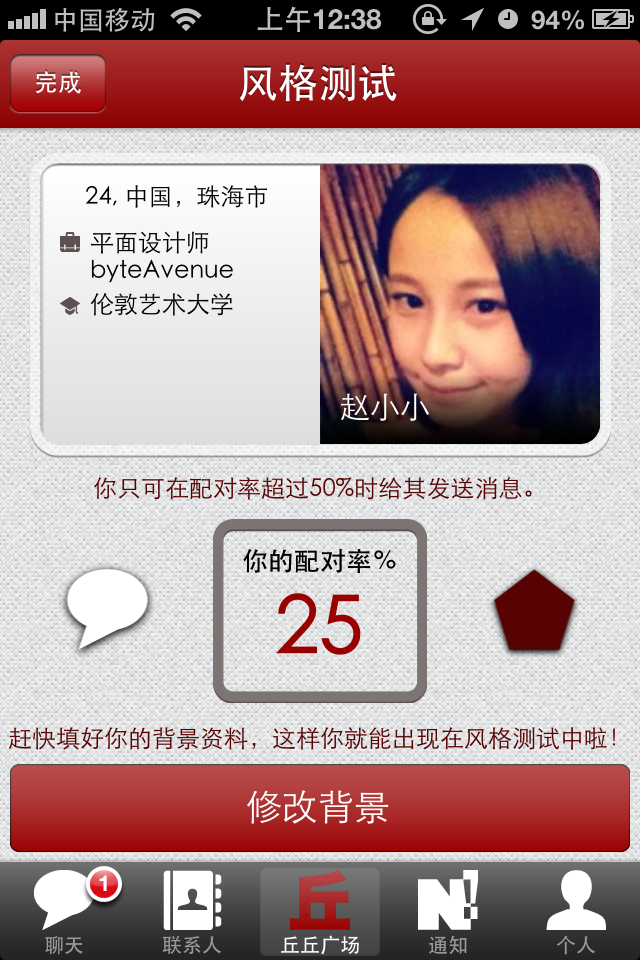 中国移动 上午12:38 94%
完成 风格测试
24, 中国，珠海市
平面设计师
byteAvenue
伦敦艺术大学
赵小小
你只可在配对率超过50%时给其发送消息。
你的配对率%
25
赶快填好你的背景资料，这样你就能出现在风格测试中啦！
修改背景
1
丘
N!
聊天 联系人 丘丘广场 通知 个人